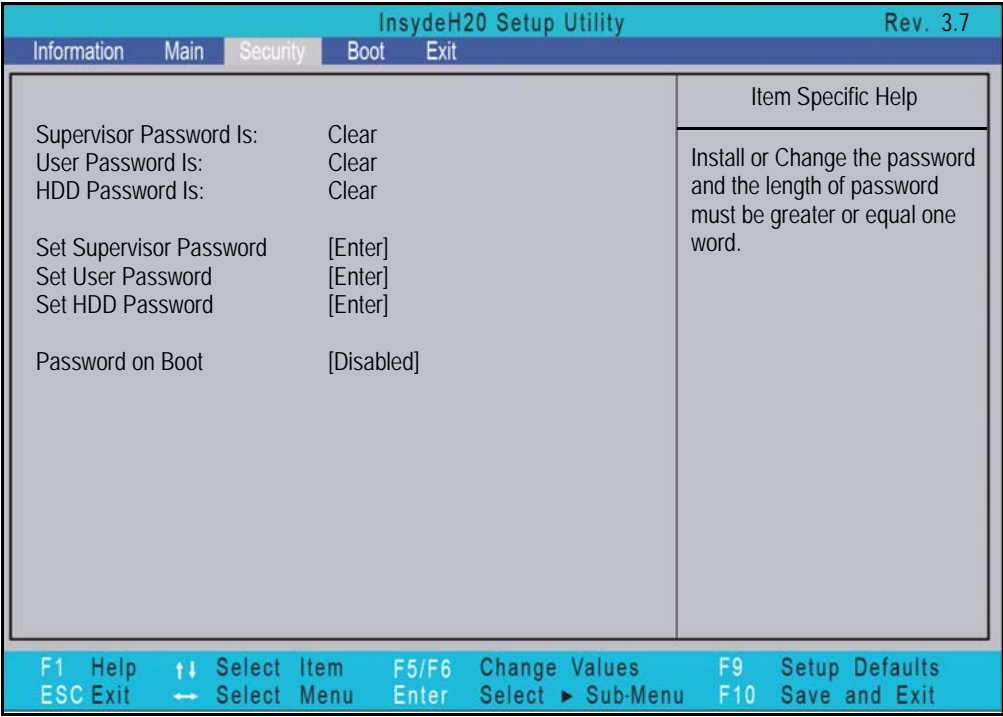 InsydeH20 Setup Utility Rev. 3.7
Information Main Security Boot Exit
Item Specific Help
Supervisor Password Is: Clear
User Password Is: Clear
HDD Password Is: Clear
Set Supervisor Password [Enter]
Set User Password [Enter]
Set HDD Password [Enter]
Password on Boot [Disabled]
Install or Change the password
and the length of password
must be greater or equal one
word.
F1 Help ↑↓ Select Item F5/F6 Change Values F9 Setup Defaults
ESC Exit ↔ Select Menu Enter Select ► Sub-Menu F10 Save and Exit